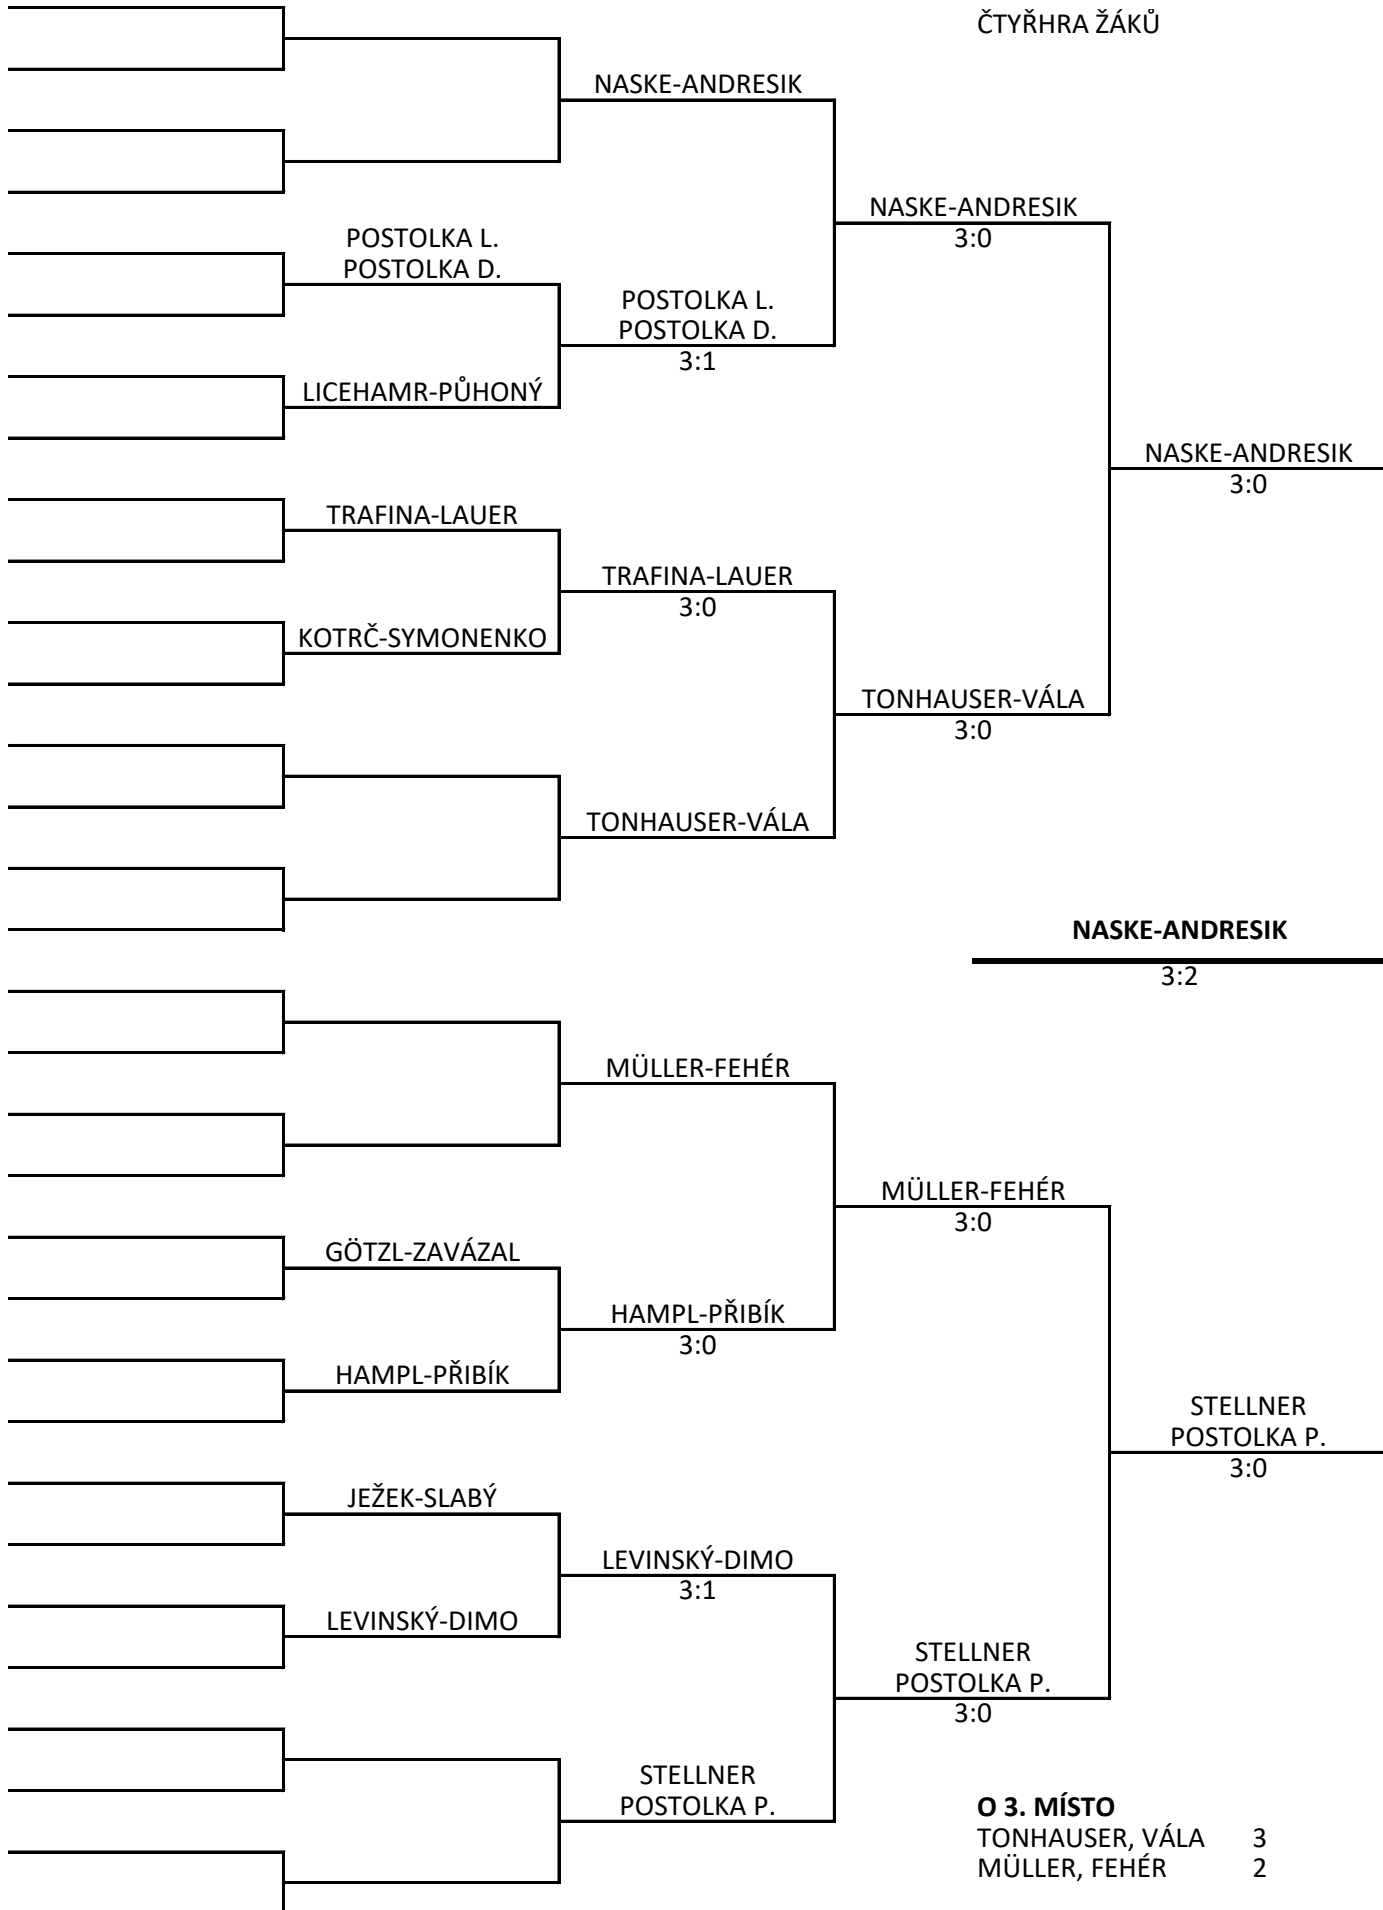 ČTYŘHRA ŽÁKŮ
NASKE-ANDRESIK
NASKE-ANDRESIK
3:0
POSTOLKA L.
POSTOLKA D.
POSTOLKA L.
POSTOLKA D.
3:1
LICEHAMR-PŮHONÝ
NASKE-ANDRESIK
3:0
TRAFINA-LAUER
TRAFINA-LAUER
3:0
KOTRČ-SYMONENKO
TONHAUSER-VÁLA
3:0
TONHAUSER-VÁLA
NASKE-ANDRESIK
3:2
MÜLLER-FEHÉR
MÜLLER-FEHÉR
3:0
GÖTZL-ZAVÁZAL
HAMPL-PŘIBÍK
3:0
HAMPL-PŘIBÍK
STELLNER
POSTOLKA P.
3:0
JEŽEK-SLABÝ
LEVINSKÝ-DIMO
3:1
LEVINSKÝ-DIMO
STELLNER
POSTOLKA P.
3:0
STELLNER
POSTOLKA P.
O 3. MÍSTO
TONHAUSER, VÁLA 3
MÜLLER, FEHÉR 2